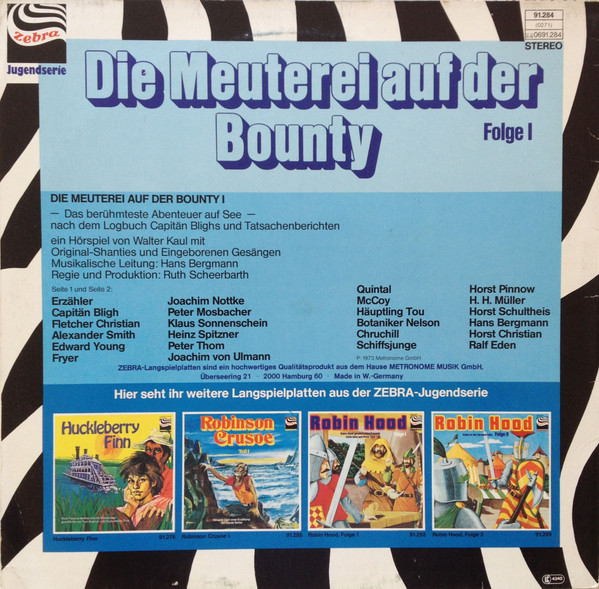 Zebra
Jugendserie
91.284
(0071)
0691.284
STEREO
Die Meuterei auf der
Bounty
Folge I
DIE MEUTEREI AUF DER BOUNTY I
— Das berühmteste Abenteuer auf See —
nach dem Logbuch Capitän Blighs und Tatsachenberichten
ein Hörspiel von Walter Kaul mit
Original-Shanties und Eingeborenen Gesängen
Musikalische Leitung: Hans Bergmann
Regie und Produktion: Ruth Scheerbarth
Seite 1 und Seite 2:
Erzähler Joachim Nottke
Capitän Bligh Peter Mosbacher
Fletcher Christian Klaus Sonnenschein
Alexander Smith Heinz Spitzner
Edward Young Peter Thom
Fryer Joachim von Ulmann
Quintal Horst Pinnow
McCoy H. H. Müller
Häuptling Tou Horst Schultheis
Botaniker Nelson Hans Bergmann
Chruchill Horst Christian
Schiffsjunge Ralf Eden
P 1973 Metronome GmbH
ZEBRA-Langspielplatten sind ein hochwertiges Qualitätsprodukt aus dem Hause METRONOME MUSIK GmbH,
Überseering 21 · 2000 Hamburg 60 · Made in W.-Germany
Hier seht ihr weitere Langspielplatten aus der ZEBRA-Jugendserie
Huckleberry
Finn
Robinson
Crusoe
Teil 1
Robin Hood
Robin Hood
Folge 2
Huckleberry Finn
Robinson Crusoe I
Robin Hood, Folge 1
Robin Hood, Folge 2